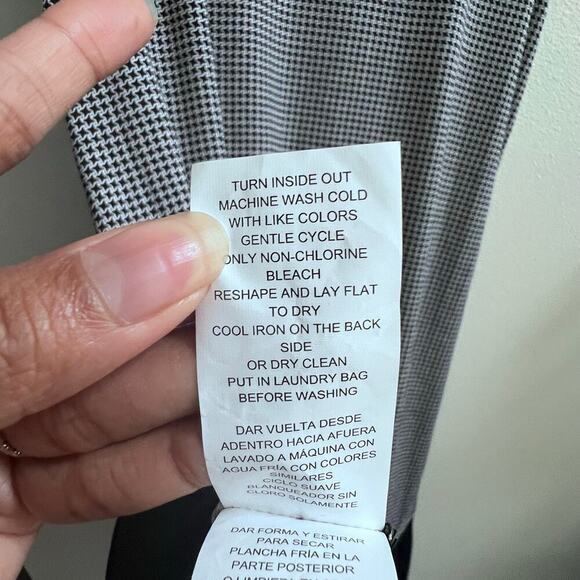 TURN INSIDE OUT
MACHINE WASH COLD
WITH LIKE COLORS
GENTLE CYCLE
ONLY NON-CHLORINE
BLEACH
RESHAPE AND LAY FLAT
TO DRY
COOL IRON ON THE BACK
SIDE
OR DRY CLEAN
PUT IN LAUNDRY BAG
BEFORE WASHING
DAR VUELTA DESDE
ADENTRO HACIA AFUERA
LAVADO A MÁQUINA CON
AGUA FRÍA CON COLORES
SIMILARES
CICLO SUAVE
BLANQUEADOR SIN
CLORO SOLAMENTE
DAR FORMA Y ESTIRAR
PARA SECAR
PLANCHA FRÍA EN LA
PARTE POSTERIOR